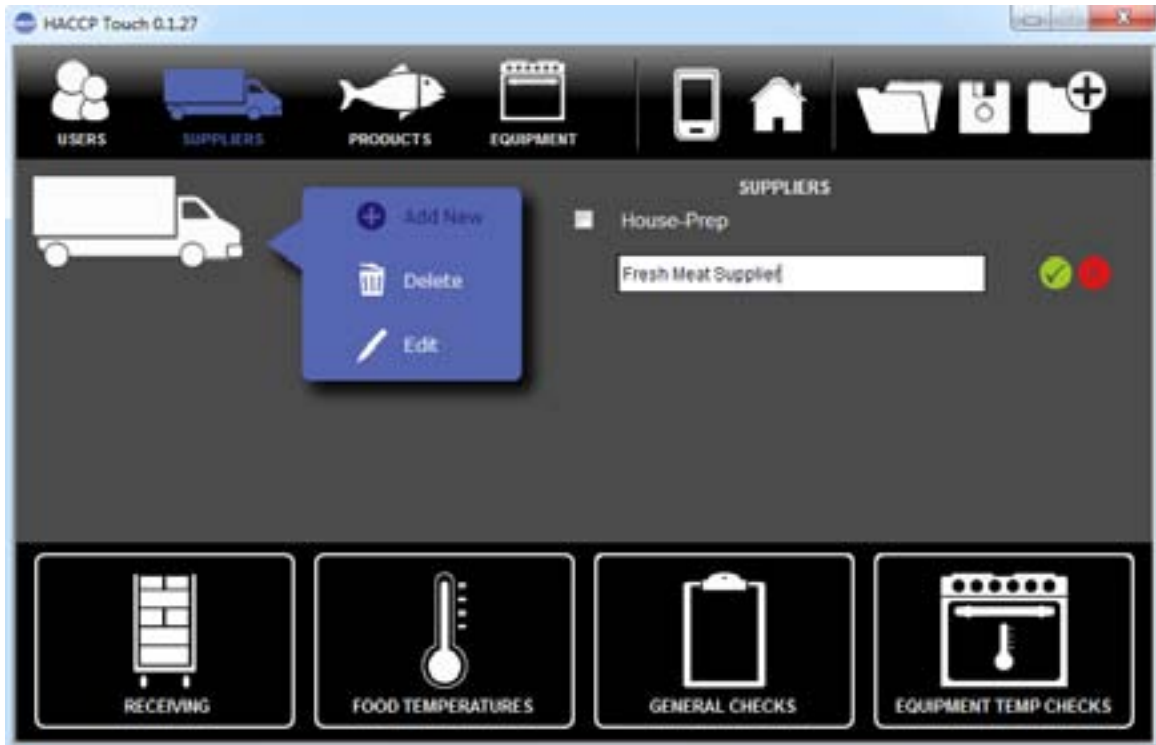 HACCP Touch 0.1.27
USERS
SUPPLIERS
PRODUCTS
EQUIPMENT
SUPPLIERS
Add New
House-Prep
Delete
Fresh Meat Supplier
Edit
RECEIVING
FOOD TEMPERATURES
GENERAL CHECKS
EQUIPMENT TEMP CHECKS